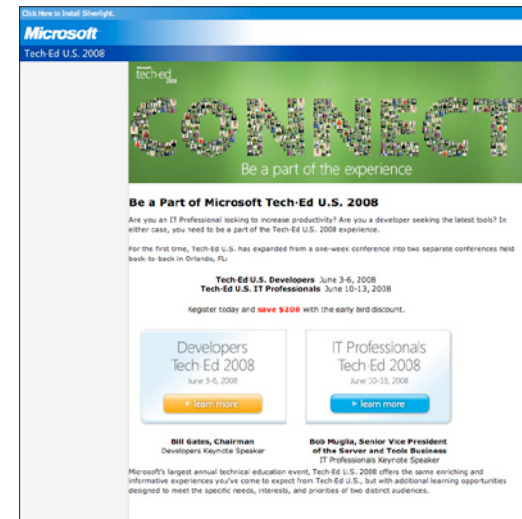 Click Here to Install Silverlight.
Microsoft
Tech·Ed U.S. 2008
Microsoft
tech·ed
2008
CONNECT
Be a part of the experience
Be a Part of Microsoft Tech·Ed U.S. 2008
Are you an IT Professional looking to increase productivity? Are you a developer seeking the latest tools? In
either case, you need to be a part of the Tech·Ed U.S. 2008 experience.
For the first time, Tech·Ed U.S. has expanded from a one-week conference into two separate conferences held
back-to-back in Orlando, FL:
Tech·Ed U.S. Developers June 3-6, 2008
Tech·Ed U.S. IT Professionals June 10-13, 2008
Register today and save $200 with the early bird discount.
Developers
Tech·Ed 2008
June 3-6, 2008
learn more
IT Professionals
Tech·Ed 2008
June 10-13, 2008
learn more
Bill Gates, Chairman
Developers Keynote Speaker
Bob Muglia, Senior Vice President
of the Server and Tools Business
IT Professionals Keynote Speaker
Microsoft's largest annual technical education event, Tech·Ed U.S. 2008 offers the same enriching and
informative experiences you've come to expect from Tech·Ed U.S., but with additional learning opportunities
designed to meet the specific needs, interests, and priorities of two distinct audiences.